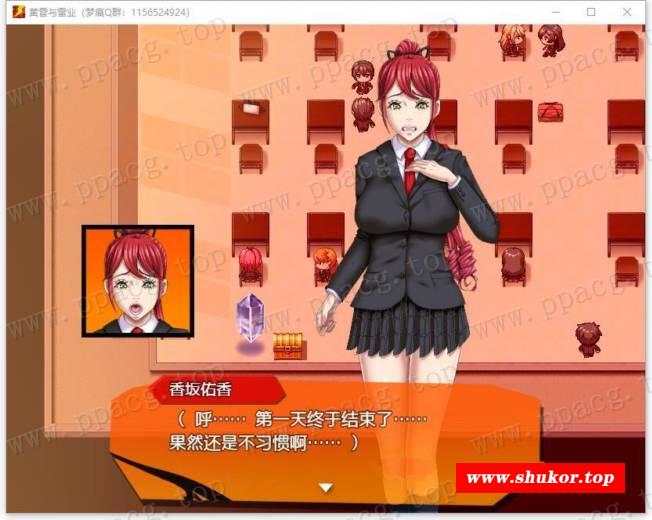 黄昏与雷业（梦痛Q群：1156524924）
www.ppacg.top
香坂佑香
（ 呼…… 第一天终于结束了……
果然还是不习惯啊…… ）
www.shukor.top